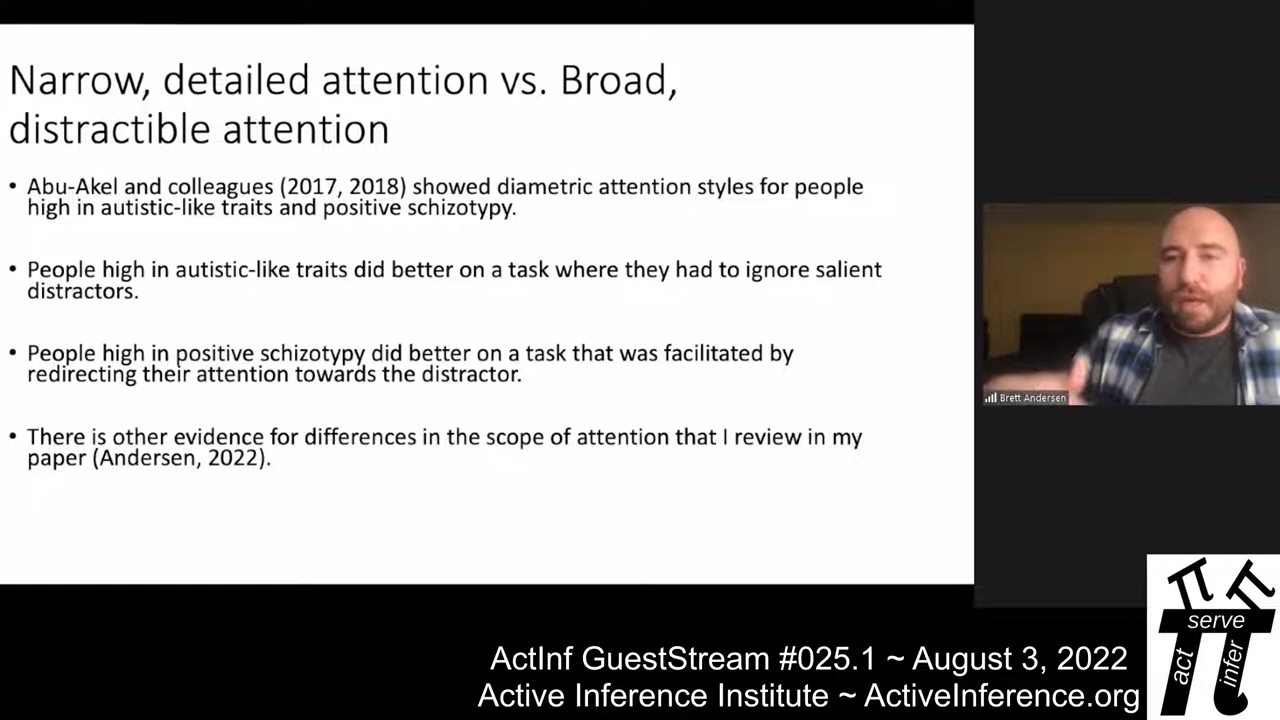 Narrow, detailed attention vs. Broad,
distractible attention
• Abu-Akel and colleagues (2017, 2018) showed diametric attention styles for people
high in autistic-like traits and positive schizotypy.
• People high in autistic-like traits did better on a task where they had to ignore salient
distractors.
• People high in positive schizotypy did better on a task that was facilitated by
redirecting their attention towards the distractor.
• There is other evidence for differences in the scope of attention that I review in my
paper (Andersen, 2022).
Brett Andersen
π π
serve
act
infer
ActInf GuestStream #025.1 ~ August 3, 2022
Active Inference Institute ~ ActiveInference.org